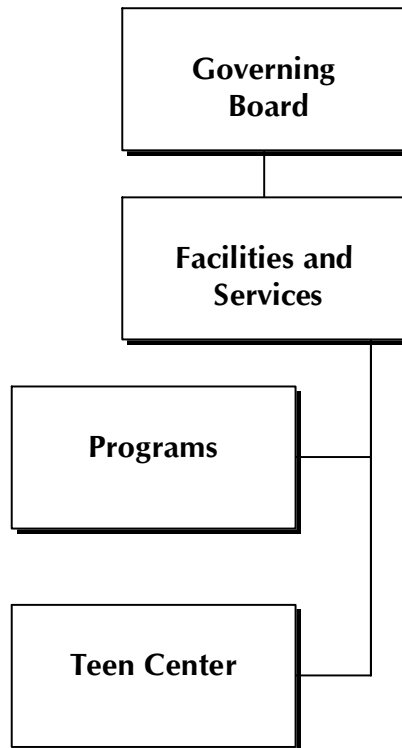 Governing
Board
Facilities and
Services
Programs
Teen Center